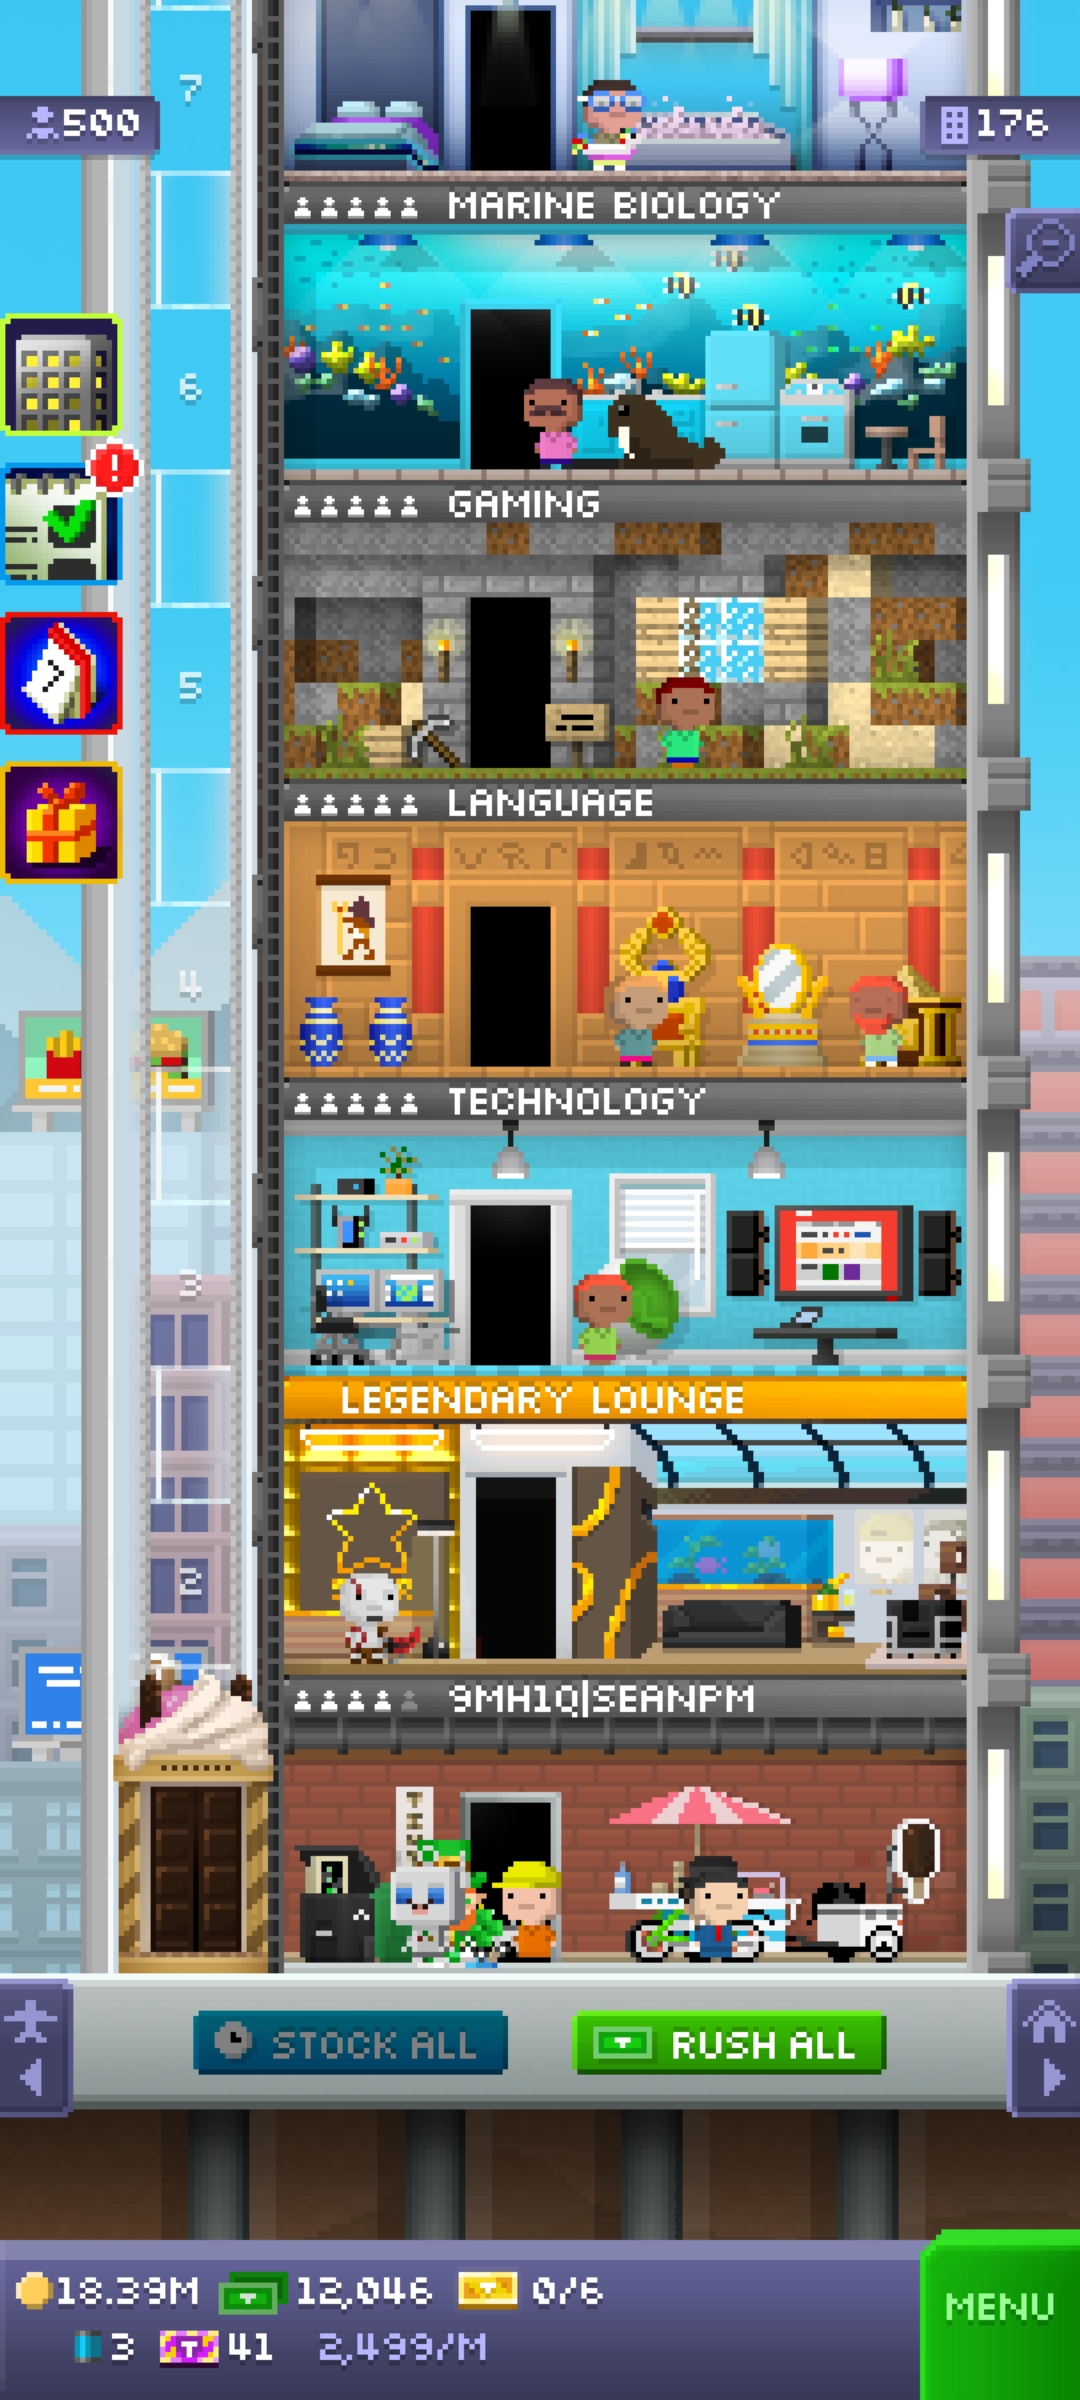 7
500
176
MARINE BIOLOGY
6
GAMING
5
LANGUAGE
4
TECHNOLOGY
3
LEGENDARY LOUNGE
2
9MH1Q|SEANPM
STOCK ALL
RUSH ALL
18.39M
12,046
0/6
MENU
3
41
2,499/M